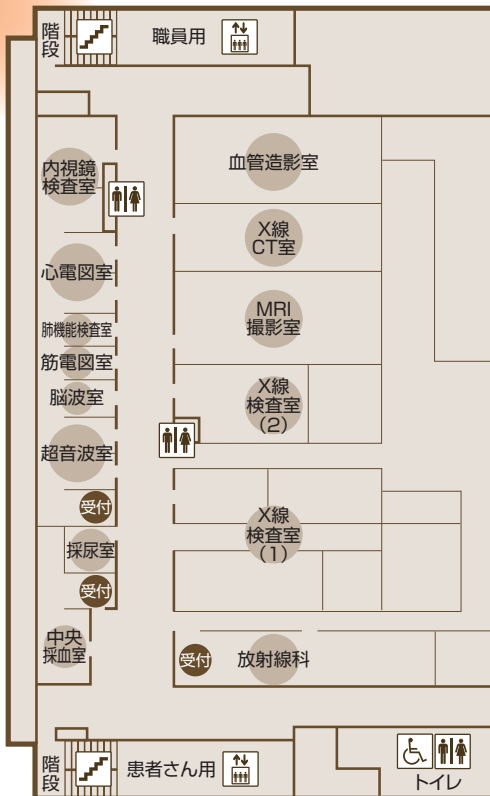 階
段
職員用
内視鏡
検査室
血管造影室
心電図室
X線
CT室
肺機能検査室
MRI
撮影室
筋電図室
脳波室
X線
検査室
(2)
超音波室
受付
採尿室
X線
検査室
(1)
受付
中央
採血室
受付
放射線科
階
段
患者さん用
トイレ